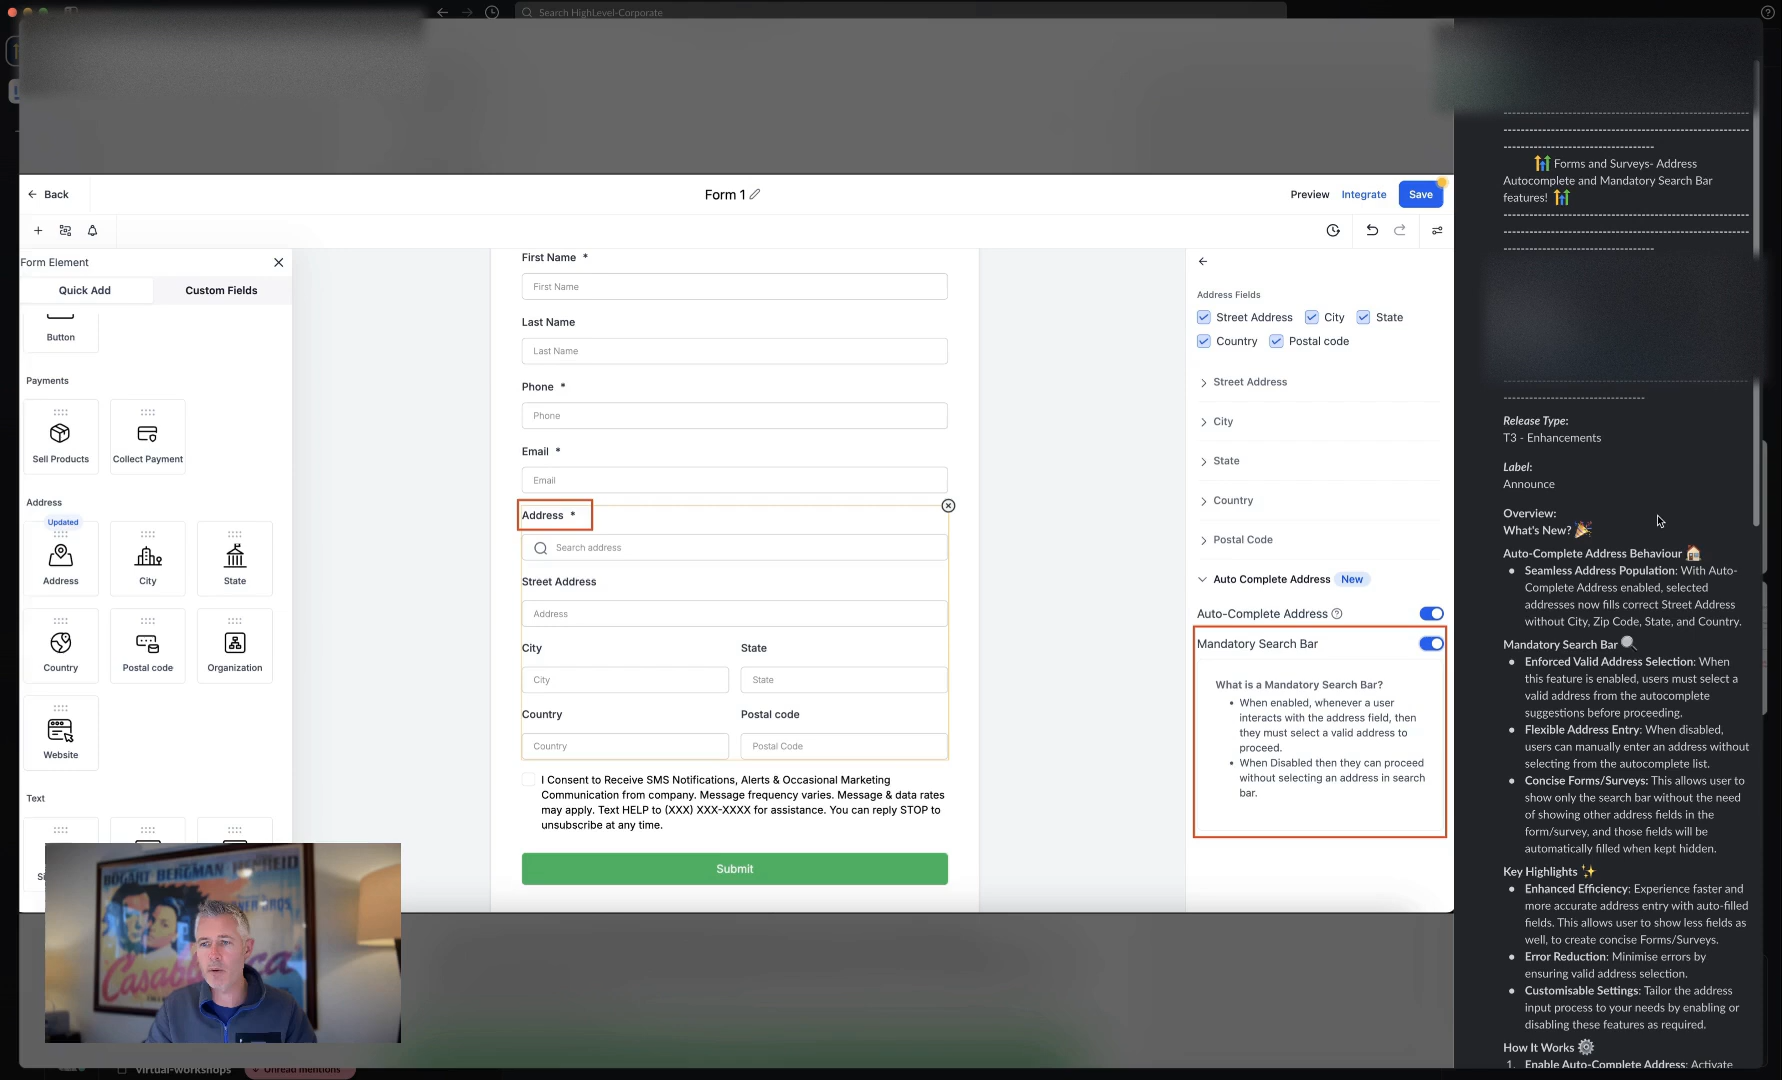 Search HighLevel-Corporate
Back
Form 1
Preview
Integrate
Save
Form Element
Quick Add
Custom Fields
Button
Payments
Sell Products
Collect Payment
Address
Updated
Address
City
State
Country
Postal code
Organization
Website
Text
First Name *
First Name
Last Name
Last Name
Phone *
Phone
Email *
Email
Address *
Search address
Street Address
Address
City
State
City
State
Country
Postal code
Country
Postal Code
I Consent to Receive SMS Notifications, Alerts & Occasional Marketing
Communication from company. Message frequency varies. Message & data rates
may apply. Text HELP to (XXX) XXX-XXXX for assistance. You can reply STOP to
unsubscribe at any time.
Submit
Address Fields
Street Address
City
State
Country
Postal code
Street Address
City
State
Country
Postal Code
Auto Complete Address New
Auto-Complete Address
Mandatory Search Bar
What is a Mandatory Search Bar?
• When enabled, whenever a user
interacts with the address field, then
they must select a valid address to
proceed.
• When Disabled then they can proceed
without selecting an address in search
bar.
Forms and Surveys- Address
Autocomplete and Mandatory Search Bar
features!
Release Type:
T3 - Enhancements
Label:
Announce
Overview:
What's New?
Auto-Complete Address Behaviour
• Seamless Address Population: With Auto-
Complete Address enabled, selected
addresses now fills correct Street Address
without City, Zip Code, State, and Country.
Mandatory Search Bar
• Enforced Valid Address Selection: When
this feature is enabled, users must select a
valid address from the autocomplete
suggestions before proceeding.
• Flexible Address Entry: When disabled,
users can manually enter an address without
selecting from the autocomplete list.
• Concise Forms/Surveys: This allows user to
show only the search bar without the need
of showing other address fields in the
form/survey, and those fields will be
automatically filled when kept hidden.
Key Highlights
• Enhanced Efficiency: Experience faster and
more accurate address entry with auto-filled
fields. This allows user to show less fields as
well, to create concise Forms/Surveys.
• Error Reduction: Minimise errors by
ensuring valid address selection.
• Customisable Settings: Tailor the address
input process to your needs by enabling or
disabling these features as required.
How It Works
1. Enable Auto-Complete Address: Activate
BOGART BERGMAN HENREID
Casablanca
virtual-workshops
Unread mentions